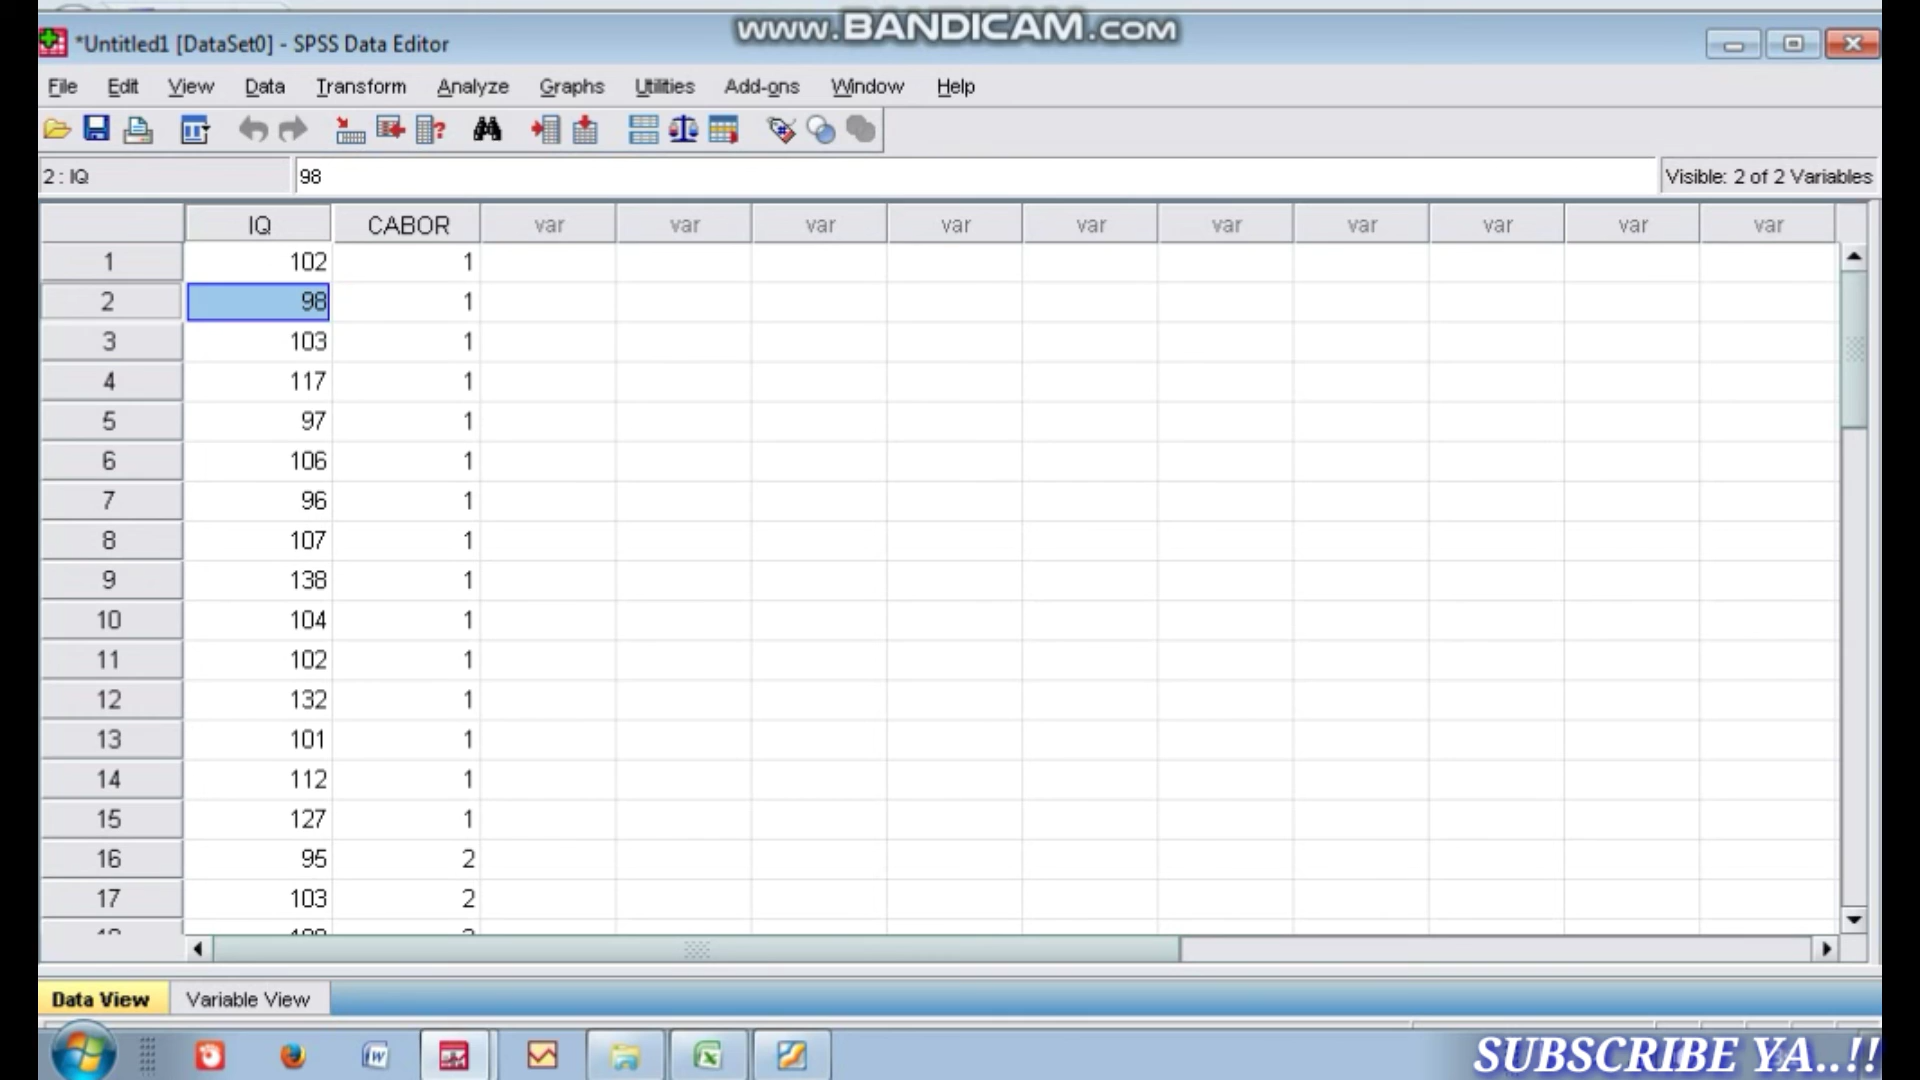 www.BANDICAM.com
*Untitled1 [DataSet0] - SPSS Data Editor
File Edit View Data Transform Analyze Graphs Utilities Add-ons Window Help
2 : IQ 98 Visible: 2 of 2 Variables
IQ CABOR var var var var var var var var var var
1 102 1
2 98 1
3 103 1
4 117 1
5 97 1
6 106 1
7 96 1
8 107 1
9 138 1
10 104 1
11 102 1
12 132 1
13 101 1
14 112 1
15 127 1
16 95 2
17 103 2
Data View Variable View
SUBSCRIBE YA..!!